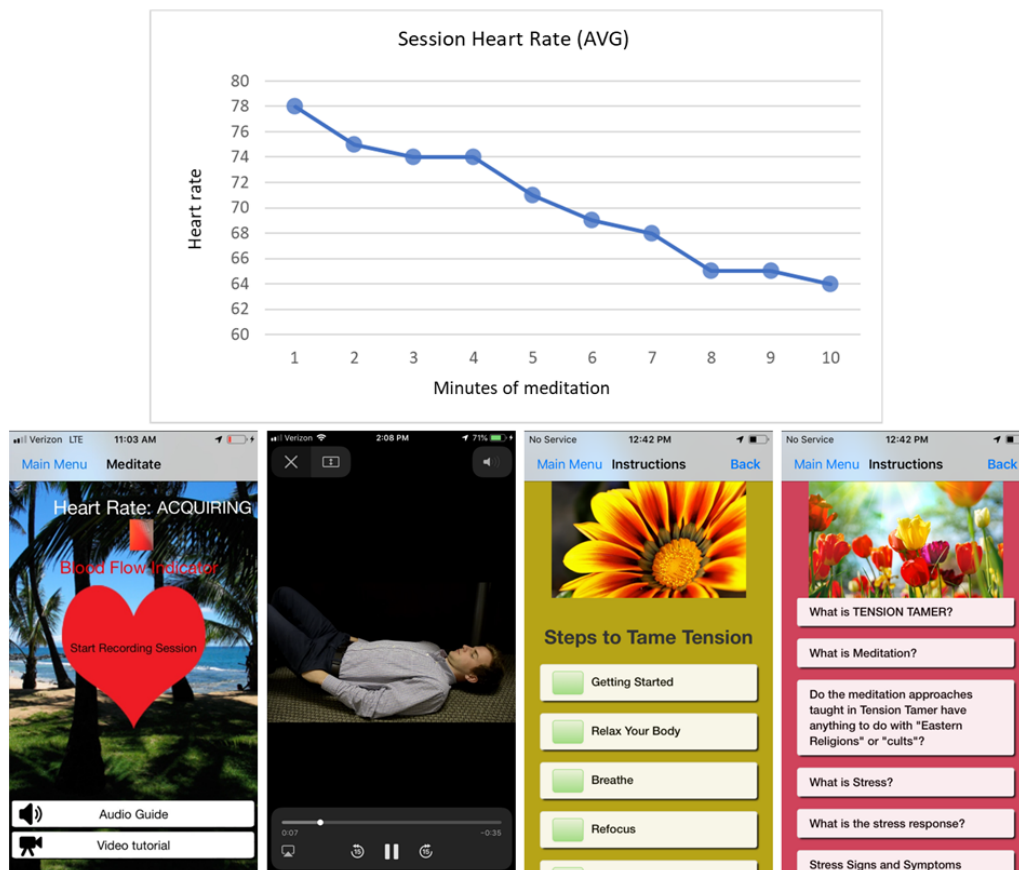 Session Heart Rate (AVG)
80
78
76
74
72
70
68
66
64
62
60
Heart rate
1 2 3 4 5 6 7 8 9 10
Minutes of meditation
Verizon LTE 11:03 AM
Main Menu Meditate
Heart Rate: ACQUIRING
Blood Flow Indicator
Start Recording Session
Audio Guide
Video tutorial
Verizon 2:08 PM 71%
0:07 -0:35
15 15
No Service 12:42 PM
Main Menu Instructions Back
Steps to Tame Tension
Getting Started
Relax Your Body
Breathe
Refocus
No Service 12:42 PM
Main Menu Instructions Back
What is TENSION TAMER?
What is Meditation?
Do the meditation approaches
taught in Tension Tamer have
anything to do with "Eastern
Religions" or "cults"?
What is Stress?
What is the stress response?
Stress Signs and Symptoms